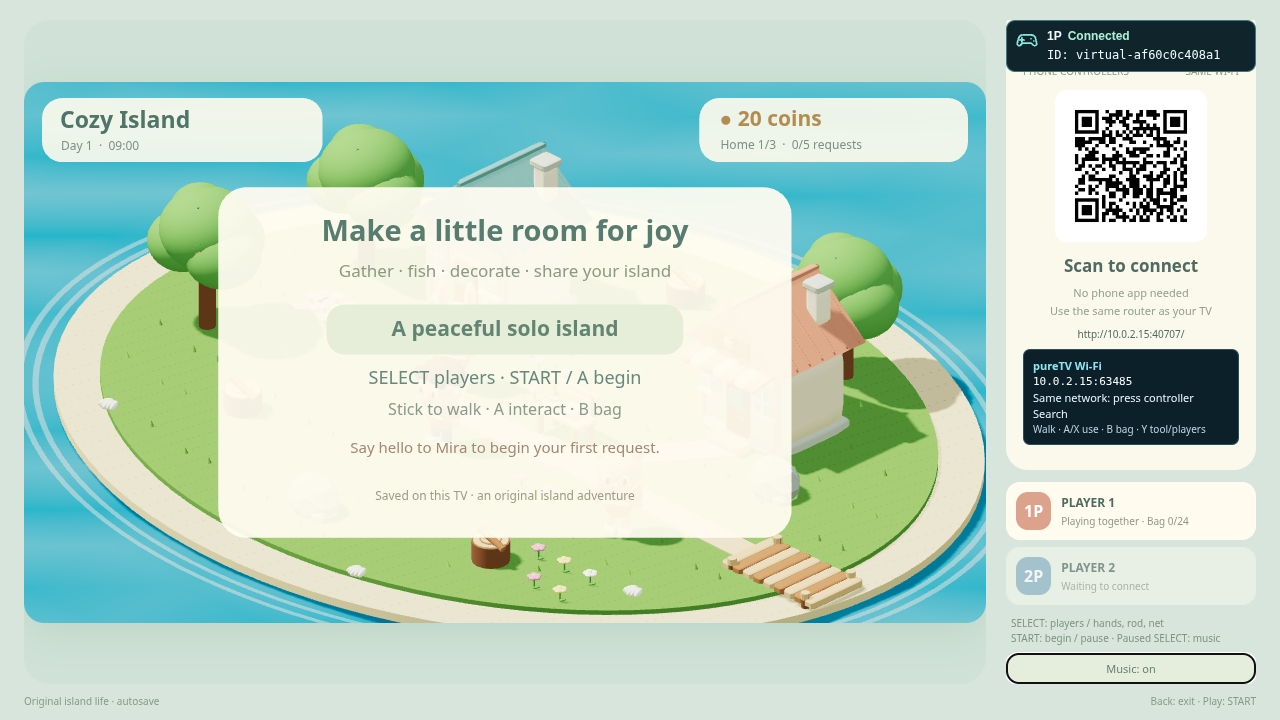 Cozy Island
Day 1 · 09:00
● 20 coins
Home 1/3 · 0/5 requests
Make a little room for joy
Gather · fish · decorate · share your island
A peaceful solo island
SELECT players · START / A begin
Stick to walk · A interact · B bag
Say hello to Mira to begin your first request.
Saved on this TV · an original island adventure
1P Connected
ID: virtual-af60c0c408a1
PHONE CONTROLLERS SAME WI-FI
Scan to connect
No phone app needed
Use the same router as your TV
http://10.0.2.15:40707/
pureTV Wi-Fi
10.0.2.15:63485
Same network: press controller
Search
Walk · A/X use · B bag · Y tool/players
1P
PLAYER 1
Playing together · Bag 0/24
2P
PLAYER 2
Waiting to connect
SELECT: players / hands, rod, net
START: begin / pause · Paused SELECT: music
Music: on
Original island life · autosave
Back: exit · Play: START